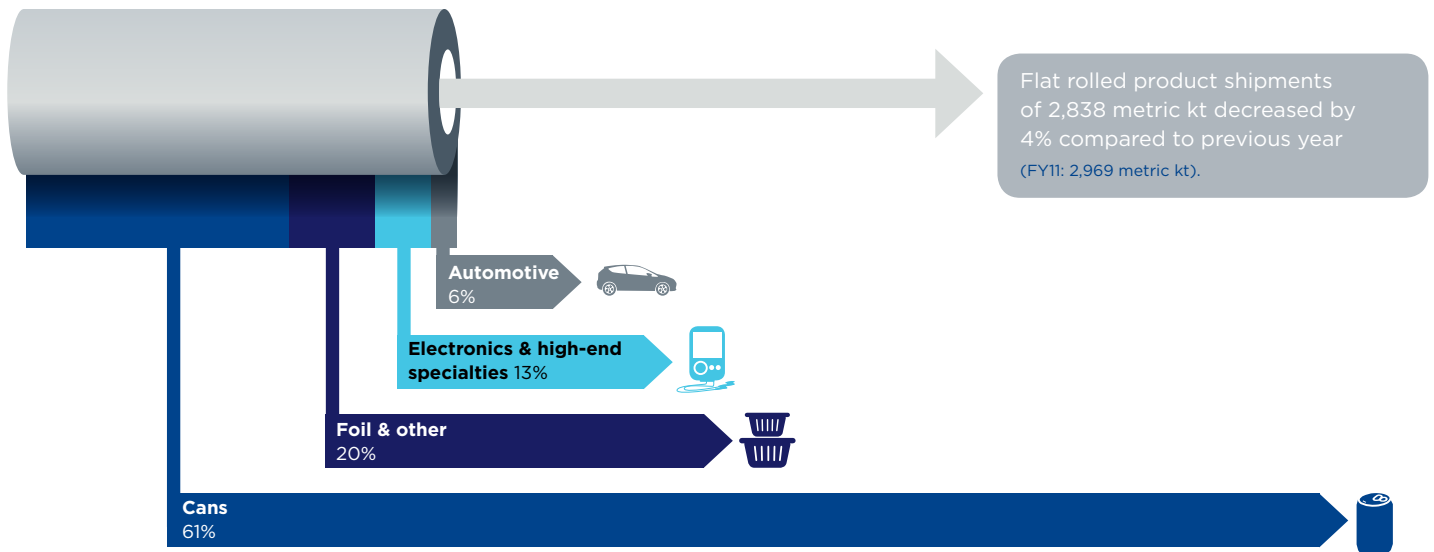 Flat rolled product shipments
of 2,838 metric kt decreased by
4% compared to previous year
(FY11: 2,969 metric kt).
Automotive
6%
Electronics & high-end
specialties 13%
Foil & other
20%
Cans
61%